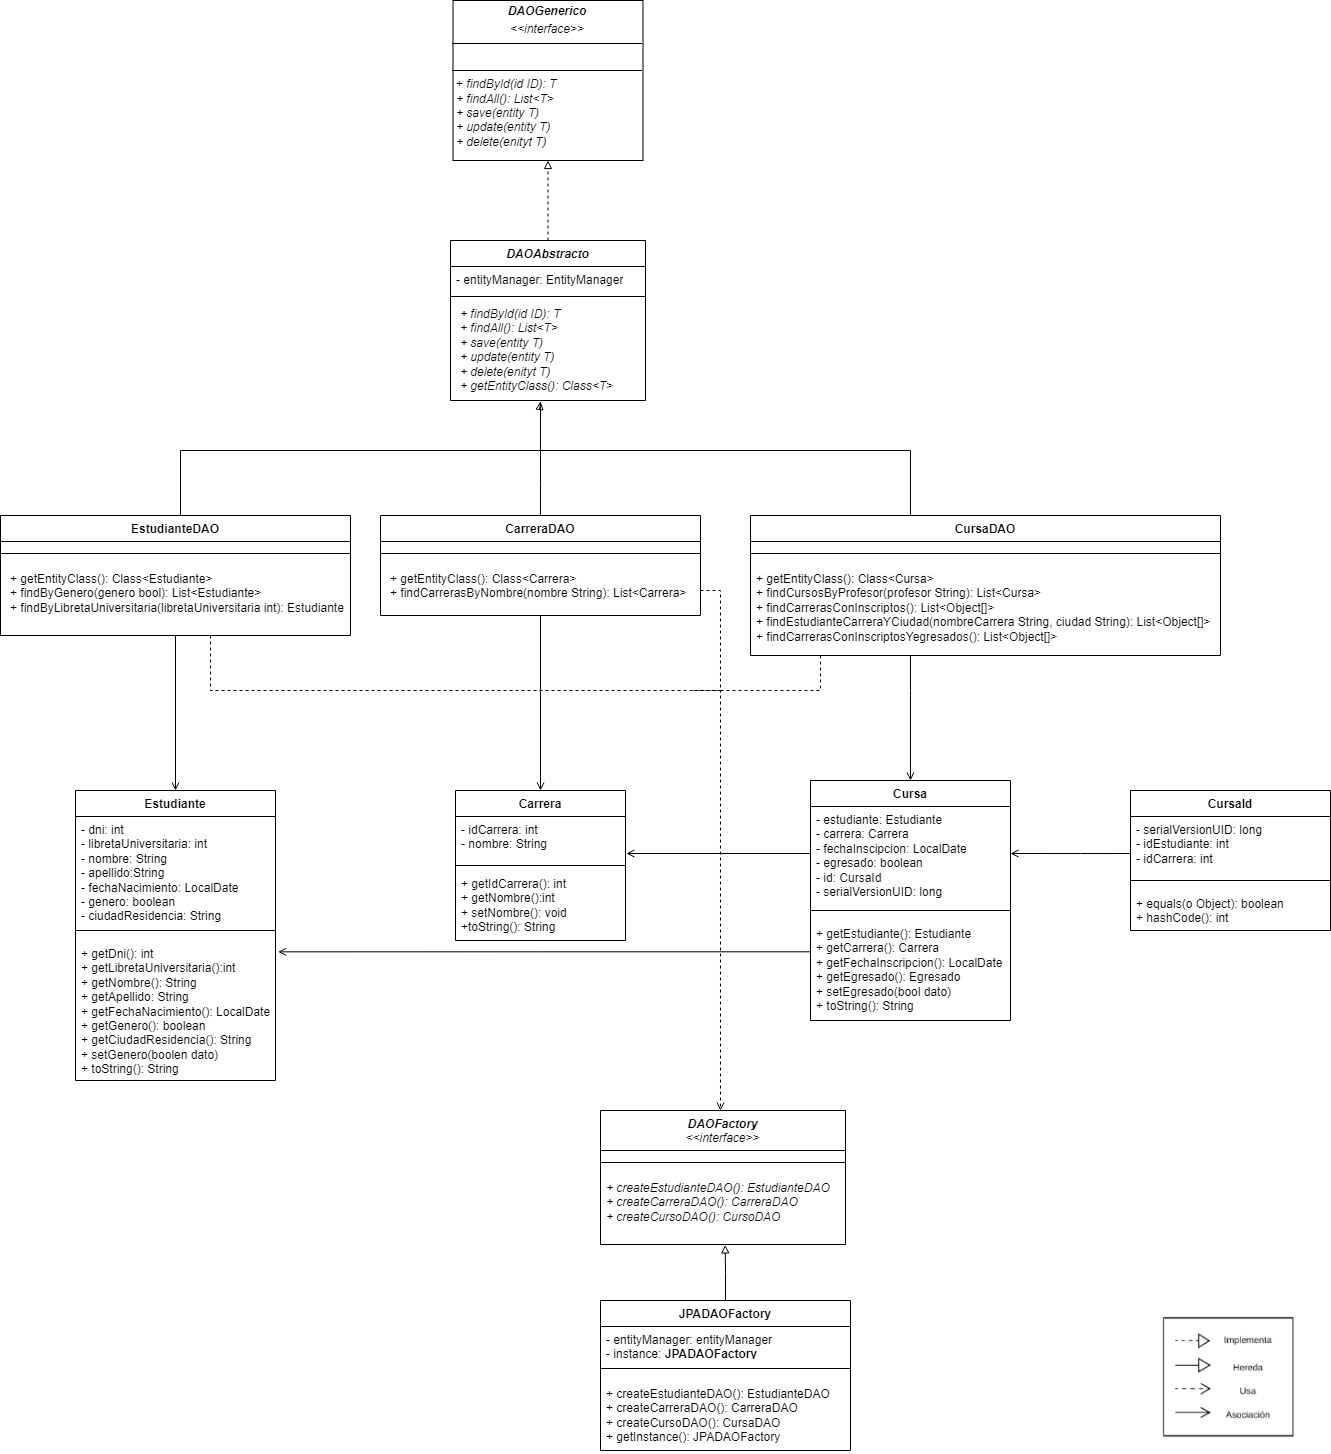 DAOGenerico
<<interface>>
+ findById(id ID): T
+ findAll(): List<T>
+ save(entity T)
+ update(entity T)
+ delete(enityt T)
DAOAbstracto
- entityManager: EntityManager
+ findById(id ID): T
+ findAll(): List<T>
+ save(entity T)
+ update(entity T)
+ delete(enityt T)
+ getEntityClass(): Class<T>
EstudianteDAO
+ getEntityClass(): Class<Estudiante>
+ findByGenero(genero bool): List<Estudiante>
+ findByLibretaUniversitaria(libretaUniversitaria int): Estudiante
CarreraDAO
+ getEntityClass(): Class<Carrera>
+ findCarrerasByNombre(nombre String): List<Carrera>
CursaDAO
+ getEntityClass(): Class<Cursa>
+ findCursosByProfesor(profesor String): List<Cursa>
+ findCarrerasConInscriptos(): List<Object[]>
+ findEstudianteCarreraYCiudad(nombreCarrera String, ciudad String): List<Object[]>
+ findCarrerasConInscriptosYegresados(): List<Object[]>
Estudiante
- dni: int
- libretaUniversitaria: int
- nombre: String
- apellido:String
- fechaNacimiento: LocalDate
- genero: boolean
- ciudadResidencia: String
+ getDni(): int
+ getLibretaUniversitaria():int
+ getNombre(): String
+ getApellido: String
+ getFechaNacimiento(): LocalDate
+ getGenero(): boolean
+ getCiudadResidencia(): String
+ setGenero(boolen dato)
+ toString(): String
Carrera
- idCarrera: int
- nombre: String
+ getIdCarrera(): int
+ getNombre():int
+ setNombre(): void
+toString(): String
Cursa
- estudiante: Estudiante
- carrera: Carrera
- fechaInscipcion: LocalDate
- egresado: boolean
- id: CursaId
- serialVersionUID: long
+ getEstudiante(): Estudiante
+ getCarrera(): Carrera
+ getFechaInscripcion(): LocalDate
+ getEgresado(): Egresado
+ setEgresado(bool dato)
+ toString(): String
CursaId
- serialVersionUID: long
- idEstudiante: int
- idCarrera: int
+ equals(o Object): boolean
+ hashCode(): int
DAOFactory
<<interface>>
+ createEstudianteDAO(): EstudianteDAO
+ createCarreraDAO(): CarreraDAO
+ createCursoDAO(): CursoDAO
JPADAOFactory
- entityManager: entityManager
- instance: JPADAOFactory
+ createEstudianteDAO(): EstudianteDAO
+ createCarreraDAO(): CarreraDAO
+ createCursoDAO(): CursaDAO
+ getInstance(): JPADAOFactory
Implementa
Hereda
Usa
Asociación